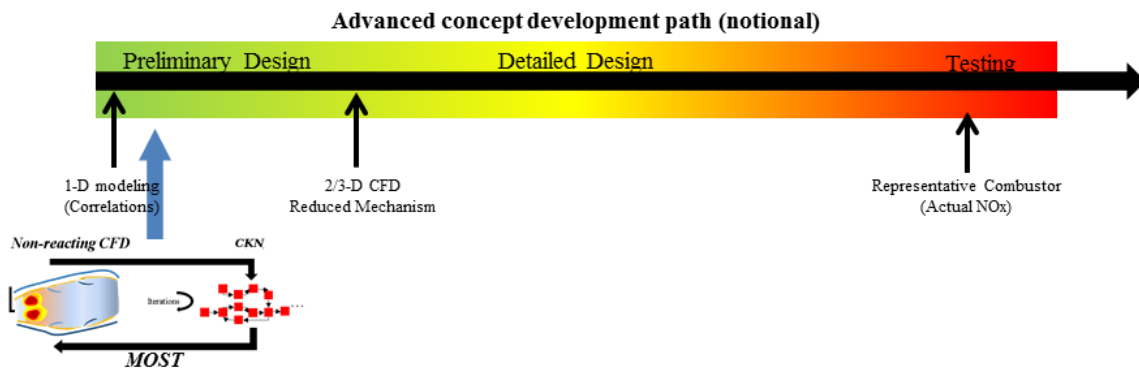 Advanced concept development path (notional)
Preliminary Design
Detailed Design
Testing
1-D modeling
(Correlations)
2/3-D CFD
Reduced Mechanism
Representative Combustor
(Actual NOx)
Non-reacting CFD
CKN
Iterations
...
MOST